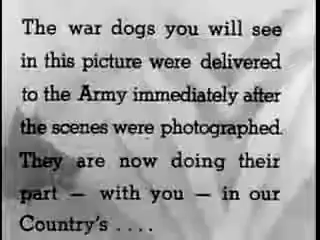 The war dogs you will see
in this picture were delivered
to the Army immediately after
the scenes were photographed.
They are now doing their
part — with you — in our
Country's ....